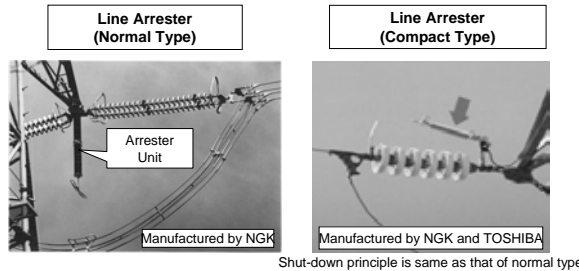 Line Arrester
(Normal Type)
Line Arrester
(Compact Type)
Arrester
Unit
Manufactured by NGK
Manufactured by NGK and TOSHIBA
Shut-down principle is same as that of normal type